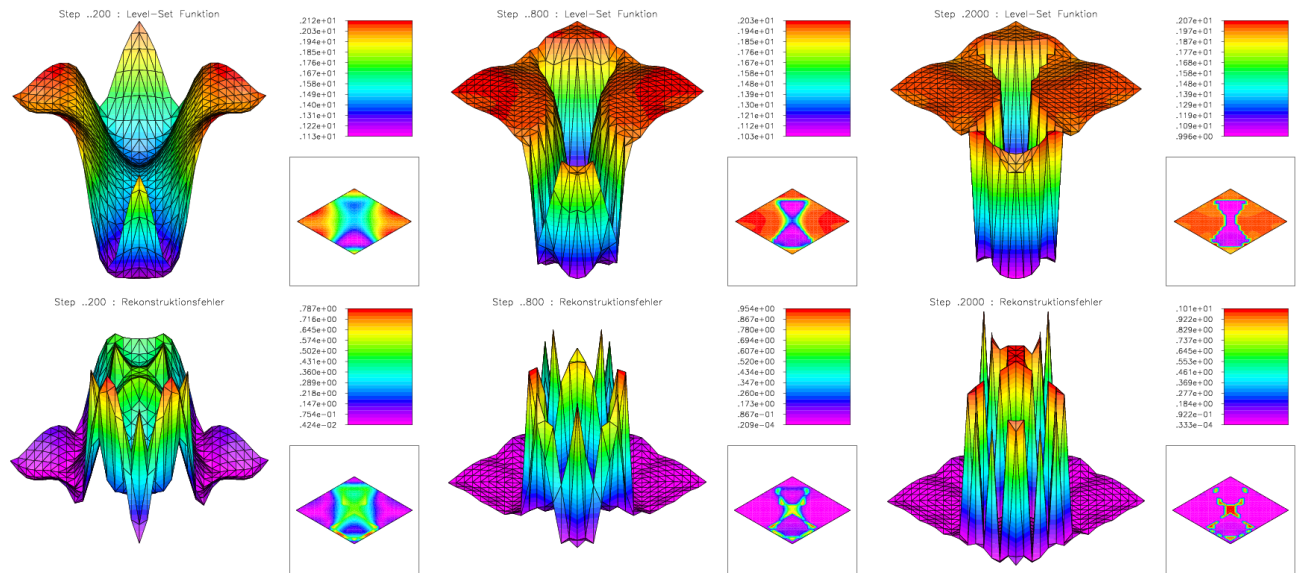 Step ..200 : Level-Set Funktion
.212e+01
.203e+01
.194e+01
.185e+01
.176e+01
.167e+01
.158e+01
.149e+01
.140e+01
.131e+01
.122e+01
.113e+01
Step ..800 : Level-Set Funktion
.203e+01
.194e+01
.185e+01
.176e+01
.167e+01
.158e+01
.148e+01
.139e+01
.130e+01
.121e+01
.112e+01
.103e+01
Step .2000 : Level-Set Funktion
.207e+01
.197e+01
.187e+01
.177e+01
.168e+01
.158e+01
.148e+01
.139e+01
.129e+01
.119e+01
.109e+01
.996e+00
Step ..200 : Rekonstruktionsfehler
.787e+00
.716e+00
.645e+00
.574e+00
.502e+00
.431e+00
.360e+00
.289e+00
.218e+00
.147e+00
.754e-01
.424e-02
Step ..800 : Rekonstruktionsfehler
.954e+00
.867e+00
.780e+00
.694e+00
.607e+00
.520e+00
.434e+00
.347e+00
.260e+00
.173e+00
.867e-01
.209e-04
Step .2000 : Rekonstruktionsfehler
.101e+01
.922e+00
.829e+00
.737e+00
.645e+00
.553e+00
.461e+00
.369e+00
.277e+00
.184e+00
.922e-01
.333e-04